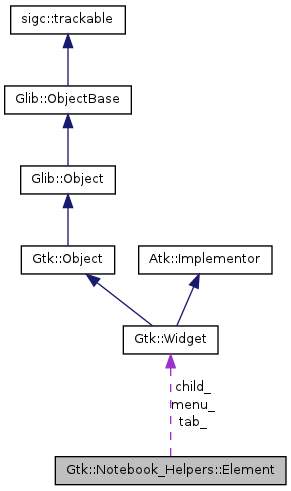 sigc::trackable
Glib::ObjectBase
Glib::Object
Gtk::Object
Atk::Implementor
Gtk::Widget
child_
menu_
tab_
Gtk::Notebook_Helpers::Element